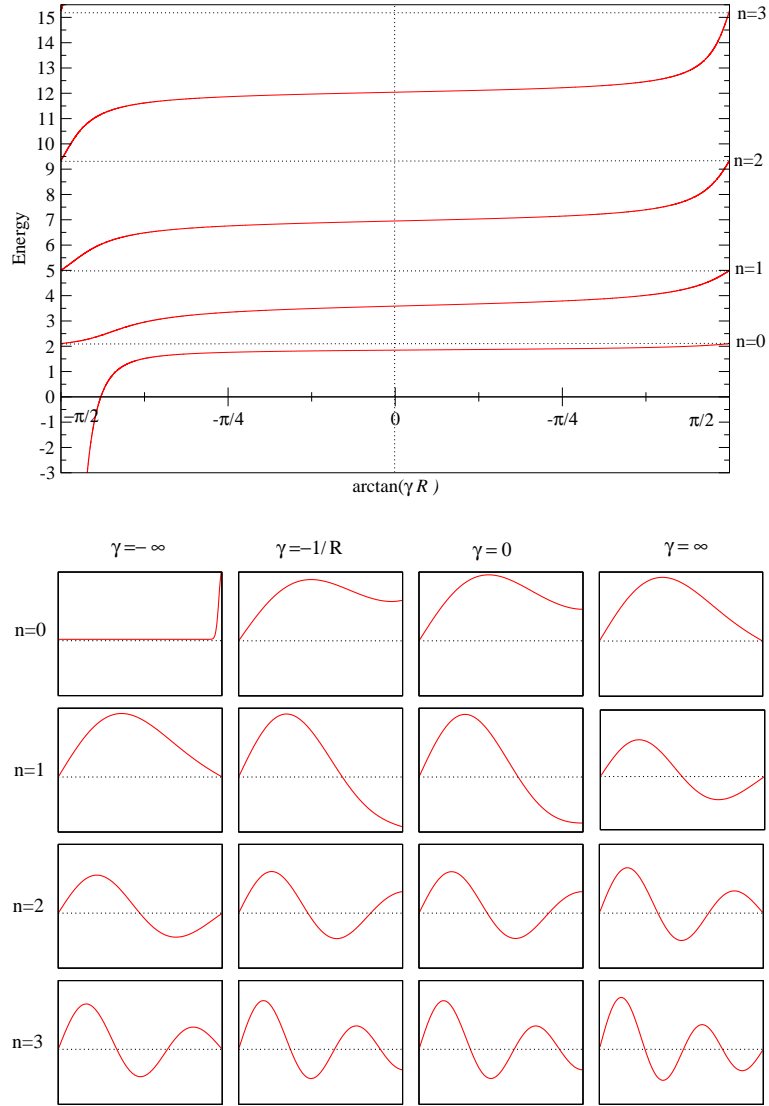 15
14
13
12
11
10
9
8
7
6
5
4
3
2
1
0
-1
-2
-3
Energy
n=3
n=2
n=1
n=0
−π/2
-π/4
0
-π/4
π/2
arctan(γ R )
γ = − ∞
γ = −1/ R
γ = 0
γ = ∞
n=0
n=1
n=2
n=3